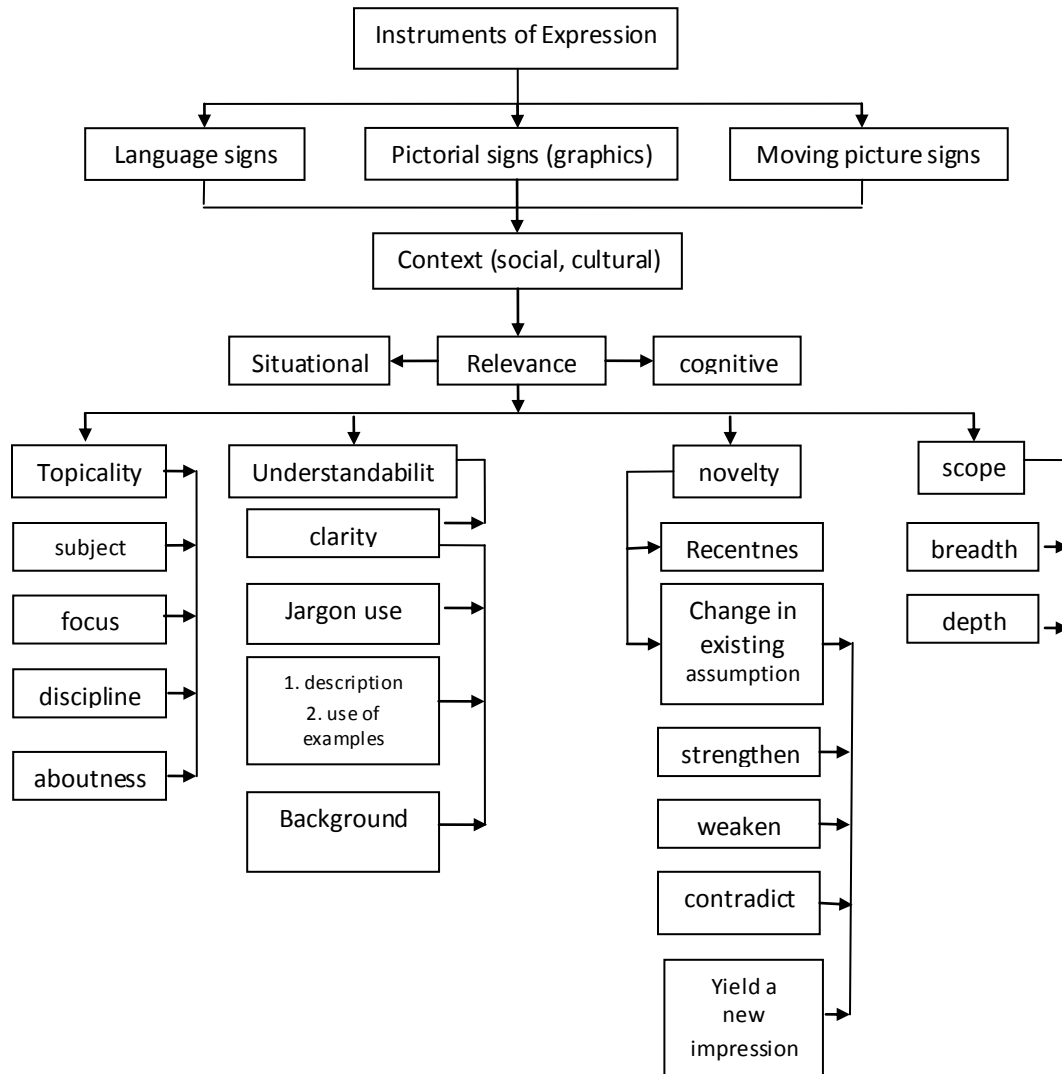 Instruments of Expression
Language signs
Pictorial signs (graphics)
Moving picture signs
Context (social, cultural)
Situational
Relevance
cognitive
Topicality
Understandabilit
novelty
scope
subject
focus
discipline
aboutness
clarity
Jargon use
1. description
2. use of
examples
Background
Recentnes
Change in
existing
assumption
strengthen
weaken
contradict
Yield a
new
impression
breadth
depth